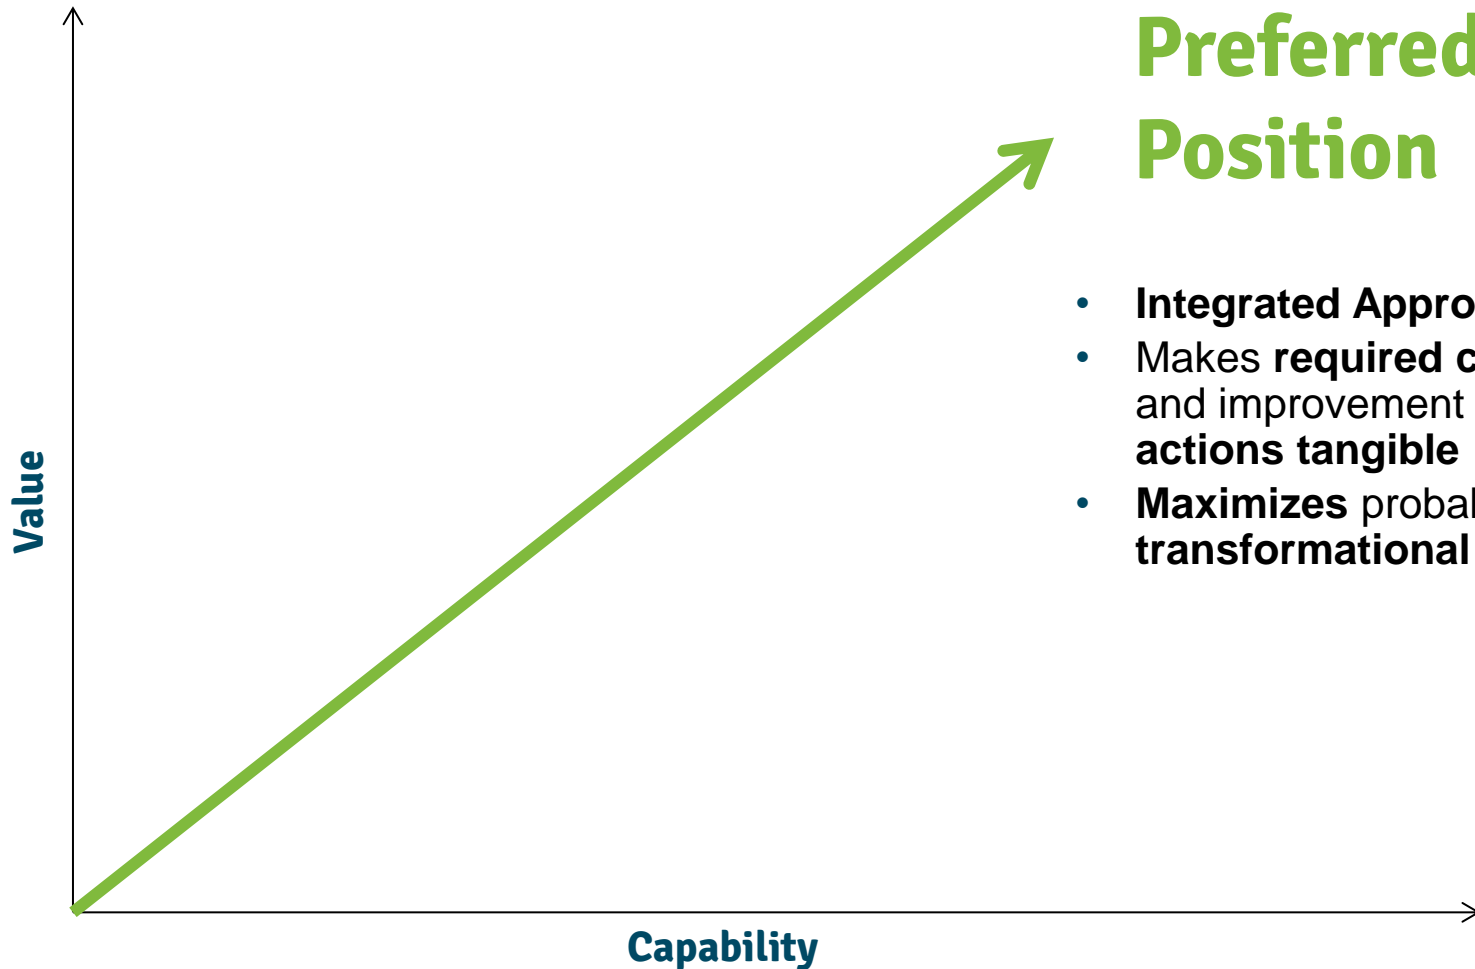 Preferred
Position
• Integrated Appro
• Makes required c
and improvement
actions tangible
• Maximizes probal
transformational
Value
Capability